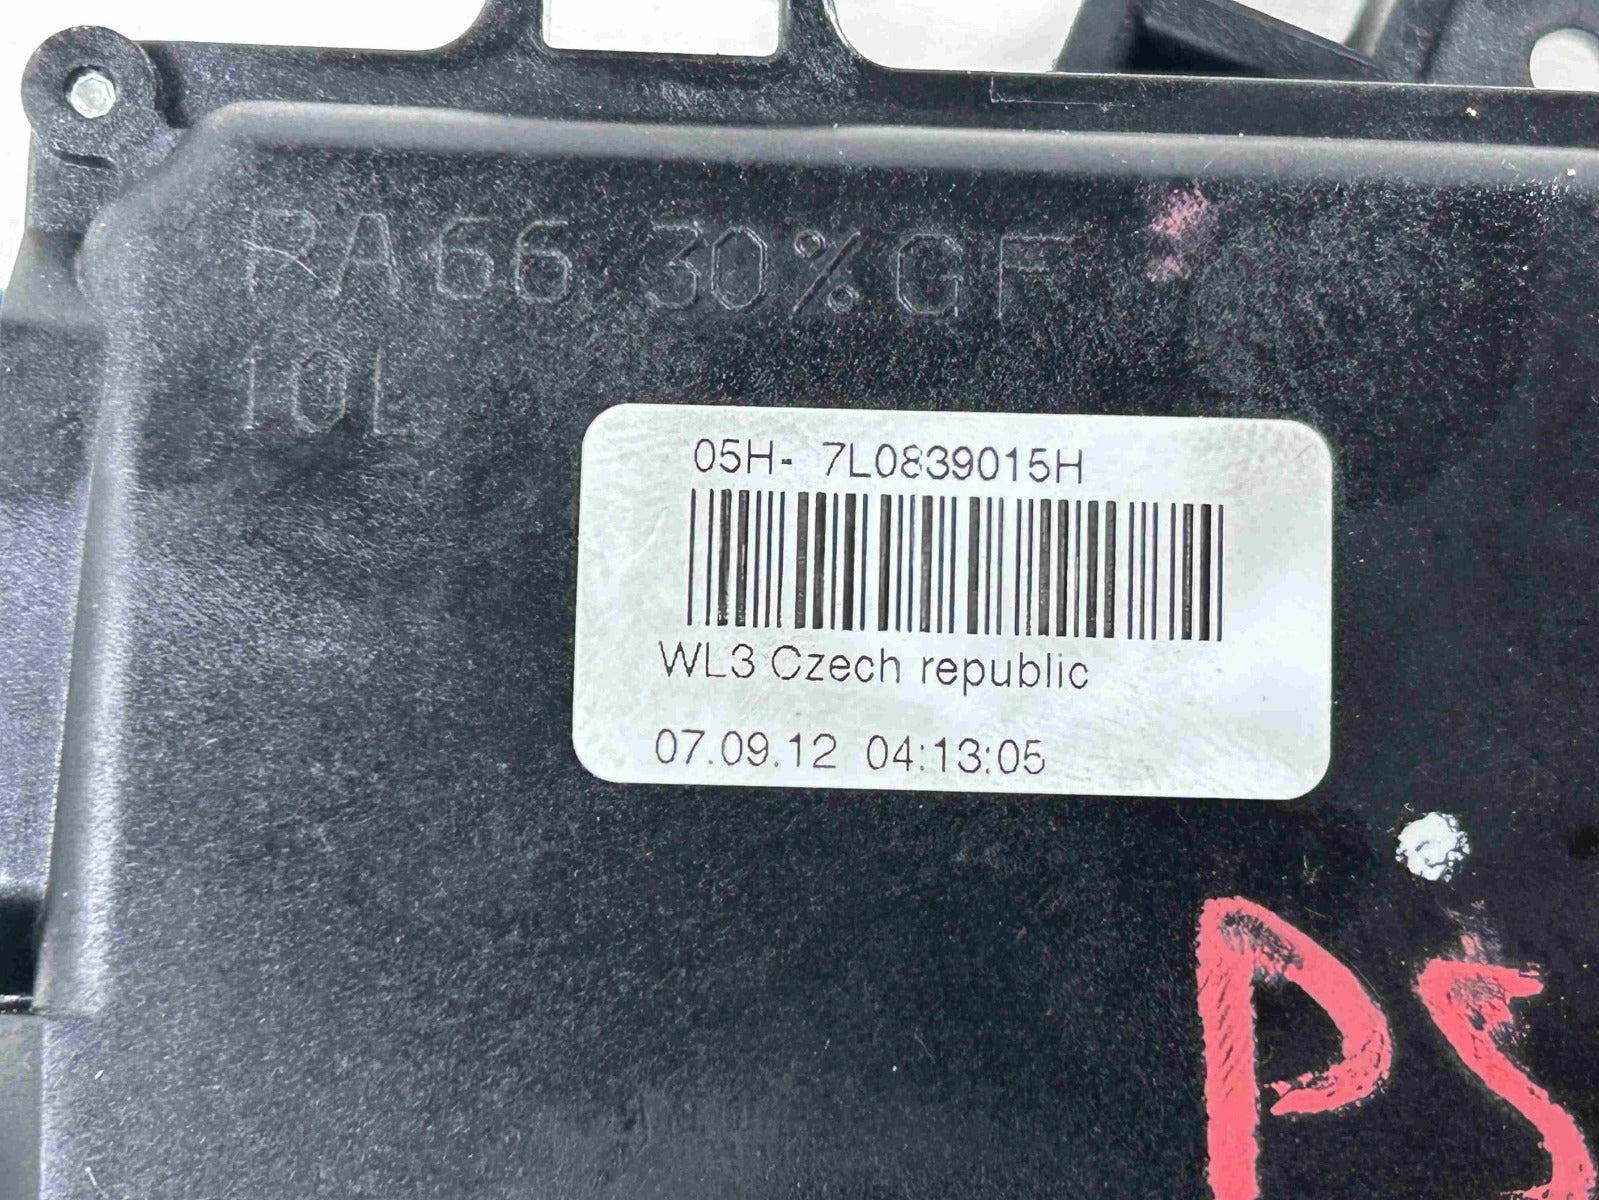 PA66 30%GF
10L
05H- 7L0839015H
WL3 Czech republic
07.09.12 04:13:05
PS